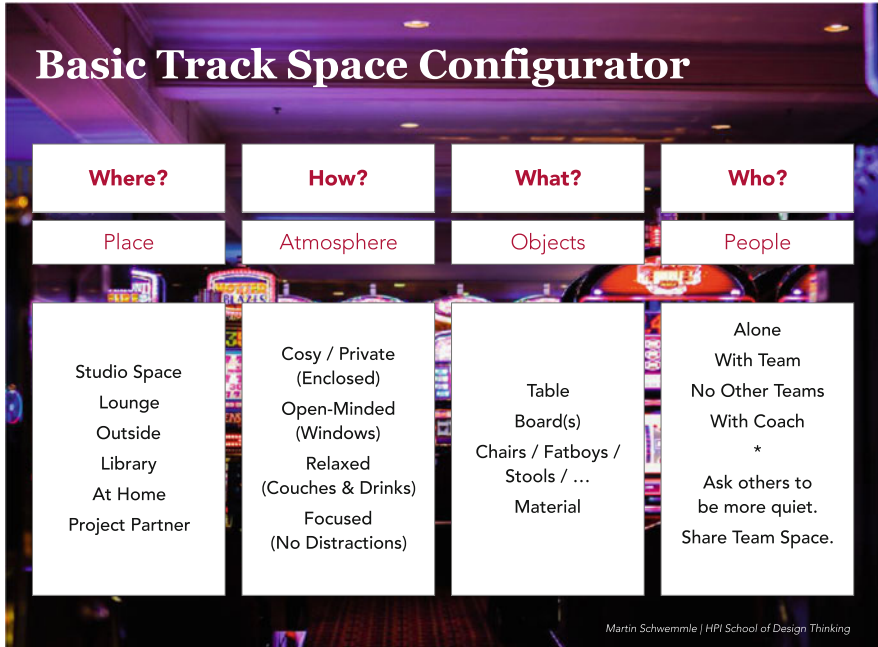 Basic Track Space Configurator
Where?
How?
What?
Who?
Place
Atmosphere
Objects
People
Studio Space
Lounge
Outside
Library
At Home
Project Partner
Cosy / Private
(Enclosed)
Open-Minded
(Windows)
Relaxed
(Couches & Drinks)
Focused
(No Distractions)
Table
Board(s)
Chairs / Fatboys /
Stools / ...
Material
Alone
With Team
No Other Teams
With Coach
*
Ask others to
be more quiet.
Share Team Space.
Martin Schwemmle | HPI School of Design Thinking